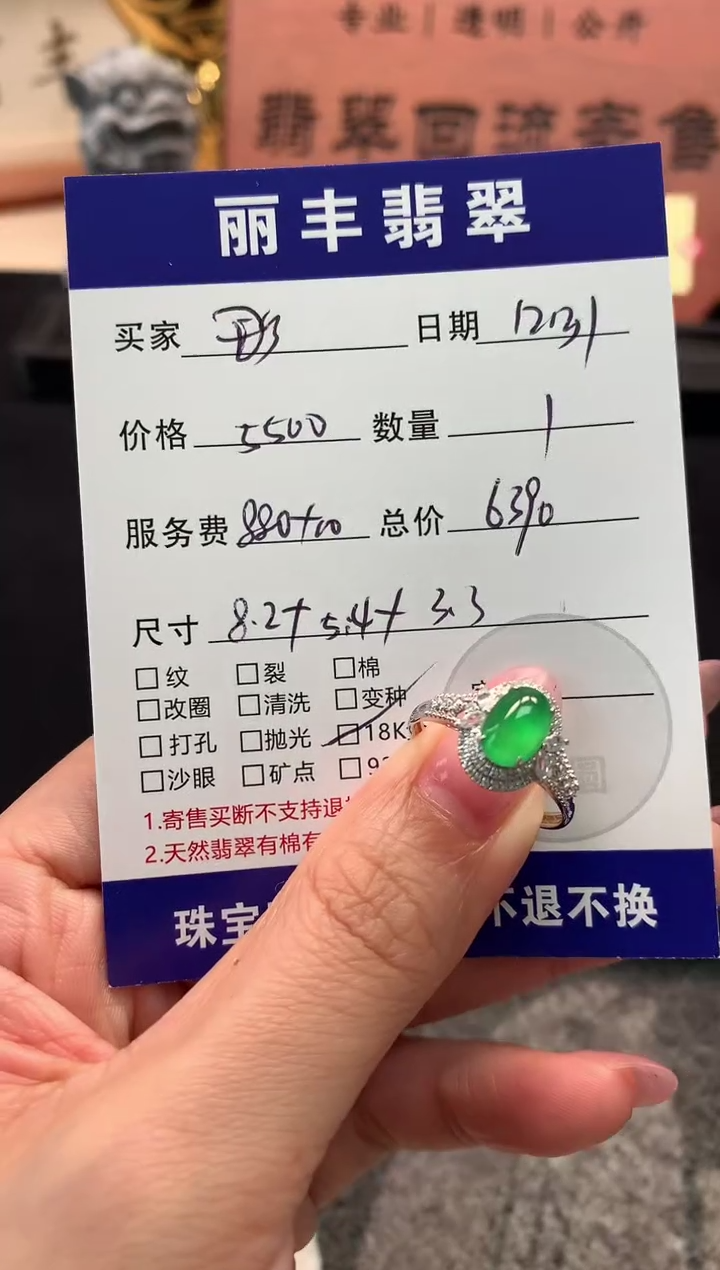 专业 | 透明 | 公开
翡翠回流寄售
丰
丽丰翡翠
买家 日期 12.31
价格 5500 数量 1
服务费 880+10 总价 6390
尺寸 8.2+5.4+3.3
□纹 □裂 □棉
□改圈 □清洗 □变种
□打孔 □抛光 □18K
□沙眼 □矿点 □9
1.寄售买断不支持退
2.天然翡翠有棉有
珠宝 不退不换